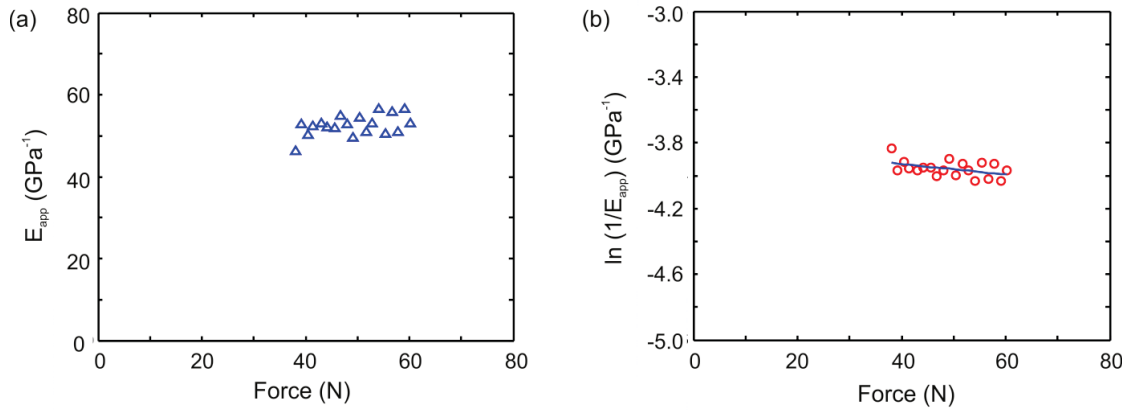 (a)
80
60
40
20
0
0 20 40 60 80
E_app (GPa⁻¹)
Force (N)
(b)
-3.0
-3.4
-3.8
-4.2
-4.6
-5.0
0 20 40 60 80
ln (1/E_app) (GPa⁻¹)
Force (N)